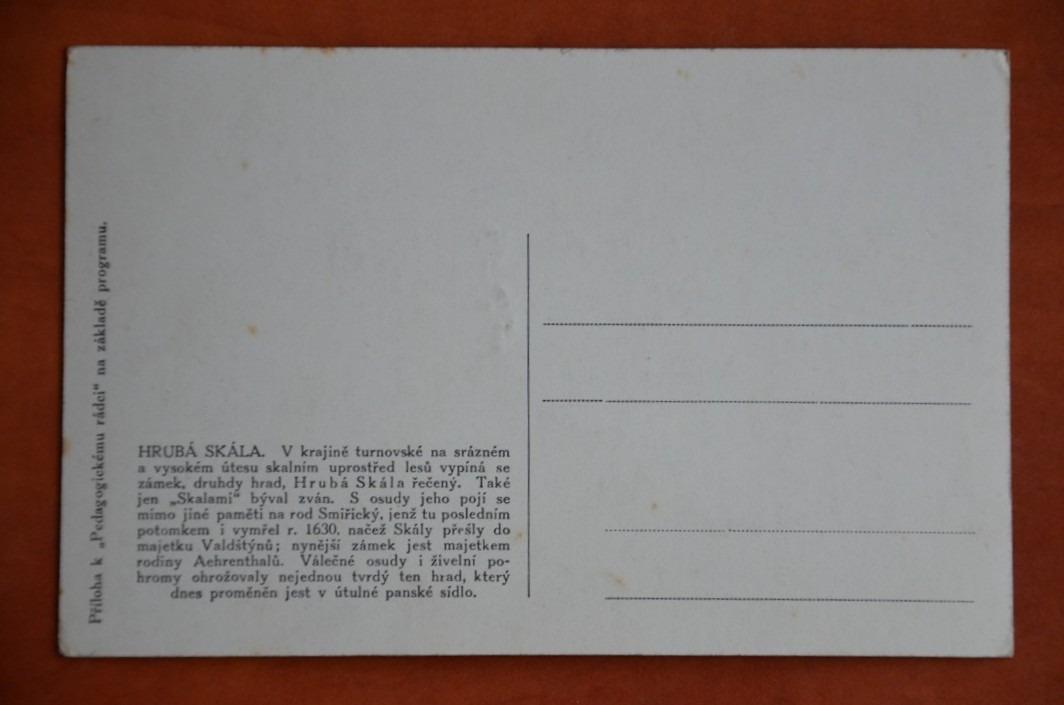 Příloha k „Pedagogickému rádci“ na základě programu.
HRUBÁ SKÁLA. V krajině turnovské na srázném
a vysokém útesu skalním uprostřed lesů vypíná se
zámek, druhdy hrad, Hrubá Skála řečený. Také
jen „Skalami“ býval zván. S osudy jeho pojí se
mimo jiné paměti na rod Smiřický, jenž tu posledním
potomkem i vymřel r. 1630, načež Skály přešly do
majetku Valdštýnů; nynější zámek jest majetkem
rodiny Aehrenthalů. Válečné osudy i živelní po-
hromy ohrožovaly nejednou tvrdý ten hrad, který
dnes proměněn jest v útulné panské sídlo.